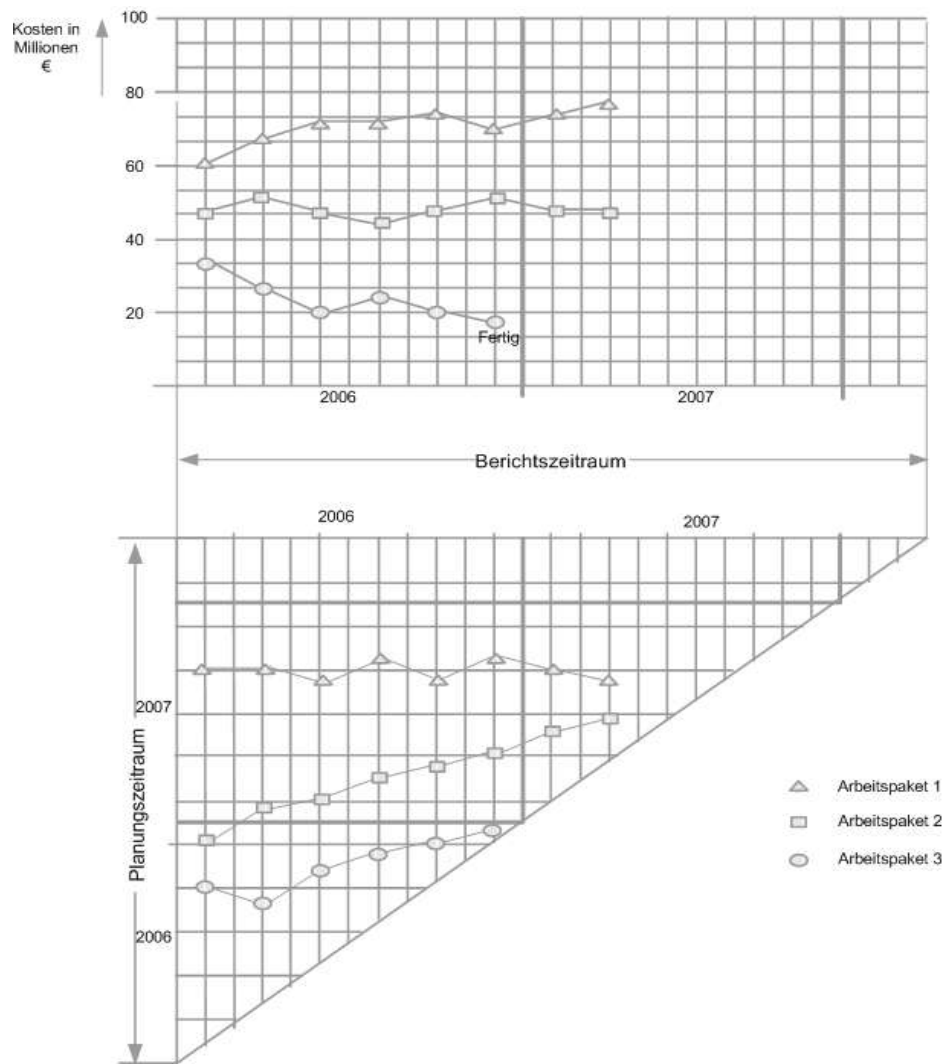 100
Kosten in
Millionen
€
80
60
40
20
Fertig
2006
2007
Berichtszeitraum
2006
2007
2007
Planungszeitraum
2006
Arbeitspaket 1
Arbeitspaket 2
Arbeitspaket 3